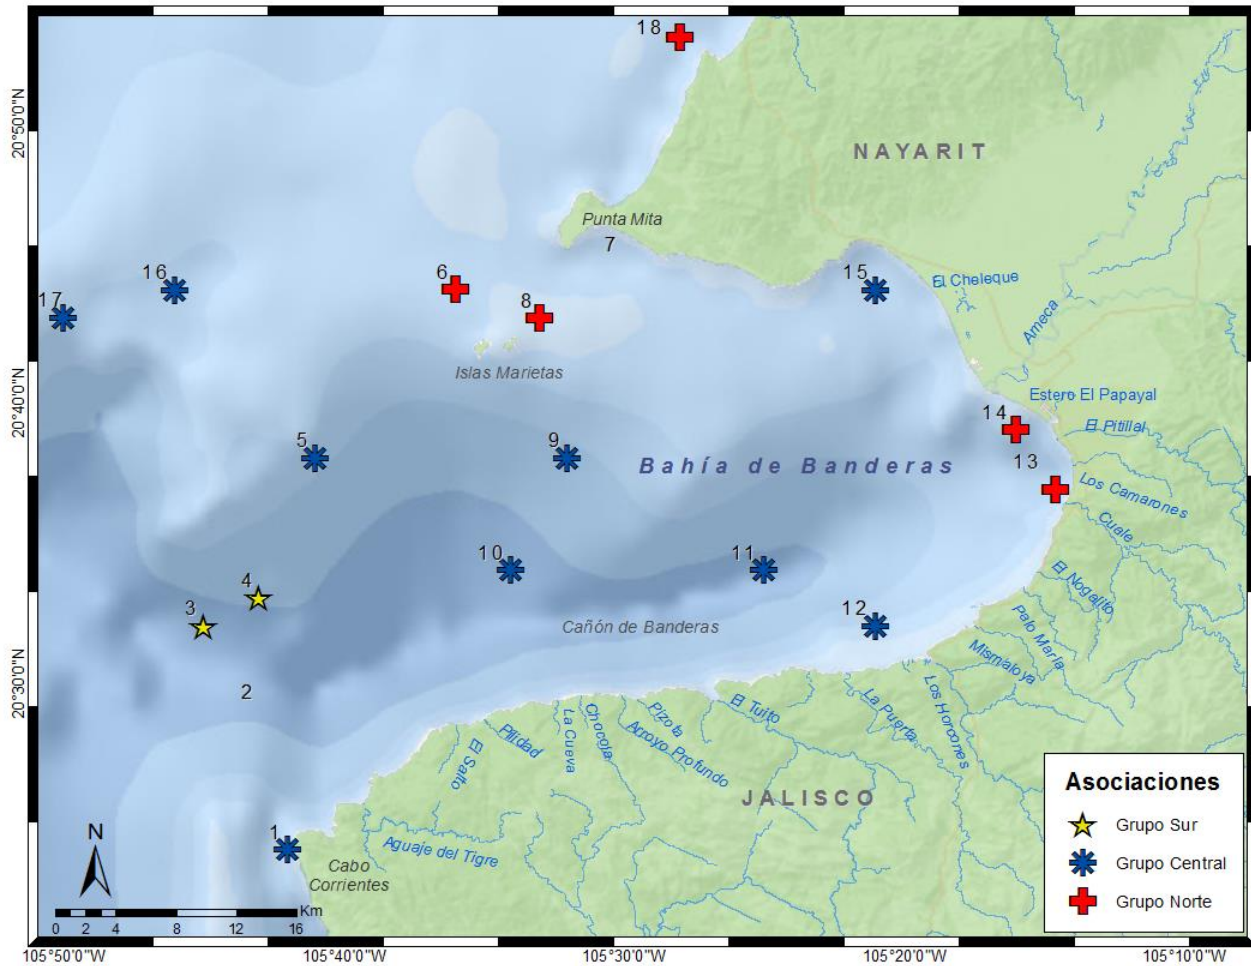 18
20°50'0"N
NAYARIT
Punta Mita
7
16
6
15
El Cheleque
17
8
Ameca
Islas Marietas
20°40'0"N
Estero El Papayal
14
El Pitillal
5
9
Bahía de Banderas
13
Los Camarones
Cuale
10
11
4
El Nogalito
3
12
Cañón de Banderas
Palo María
Mismaloya
2
20°30'0"N
Los Horcones
La Puerta
El Tuito
Pizota
Chocola
La Cueva
Arroyo Profundo
Pilidad
El Salto
JALISCO
Asociaciones
Grupo Sur
Grupo Central
Grupo Norte
1
N
Aguaje del Tigre
Cabo
Corrientes
Km
0 2 4 8 12 16
105°50'0"W 105°40'0"W 105°30'0"W 105°20'0"W 105°10'0"W